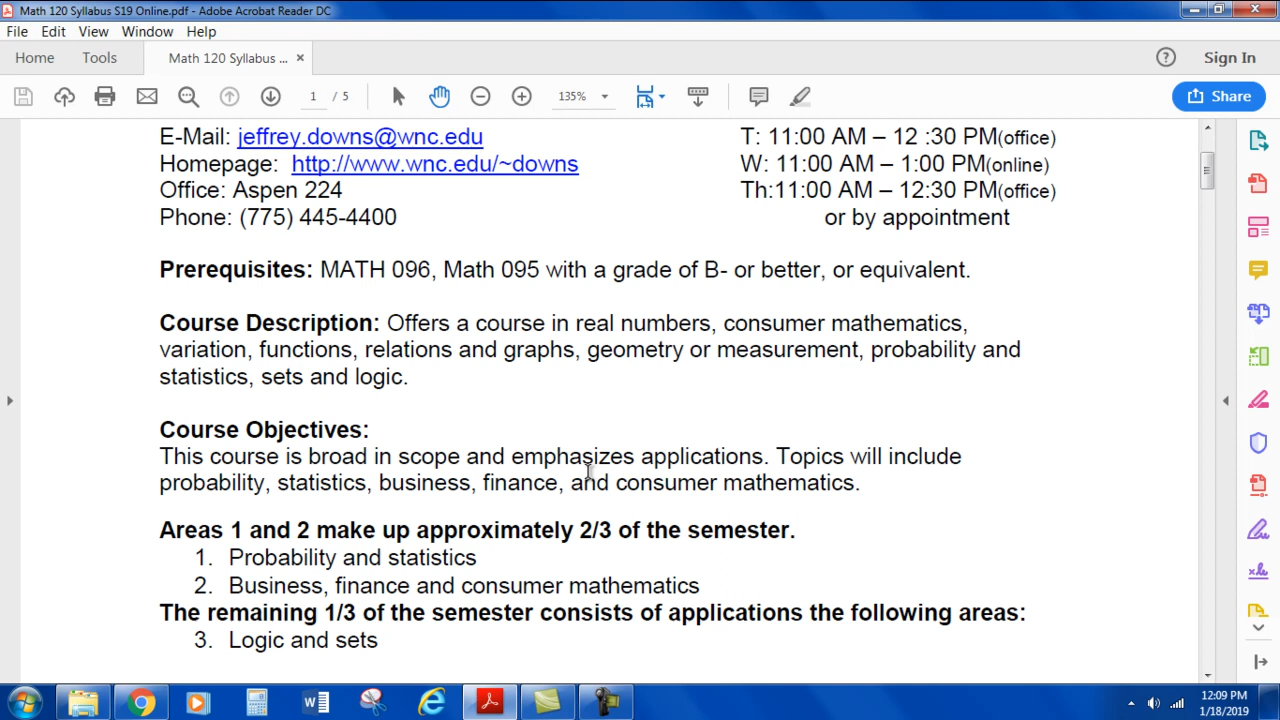 Math 120 Syllabus S19 Online.pdf - Adobe Acrobat Reader DC
File Edit View Window Help
Home Tools Math 120 Syllabus ... × Sign In
1 / 5 135% Share
E-Mail: jeffrey.downs@wnc.edu T: 11:00 AM – 12 :30 PM(office)
Homepage: http://www.wnc.edu/~downs W: 11:00 AM – 1:00 PM(online)
Office: Aspen 224 Th:11:00 AM – 12:30 PM(office)
Phone: (775) 445-4400 or by appointment
Prerequisites: MATH 096, Math 095 with a grade of B- or better, or equivalent.
Course Description: Offers a course in real numbers, consumer mathematics,
variation, functions, relations and graphs, geometry or measurement, probability and
statistics, sets and logic.
Course Objectives:
This course is broad in scope and emphasizes applications. Topics will include
probability, statistics, business, finance, and consumer mathematics.
Areas 1 and 2 make up approximately 2/3 of the semester.
1. Probability and statistics
2. Business, finance and consumer mathematics
The remaining 1/3 of the semester consists of applications the following areas:
3. Logic and sets
12:09 PM
1/18/2019